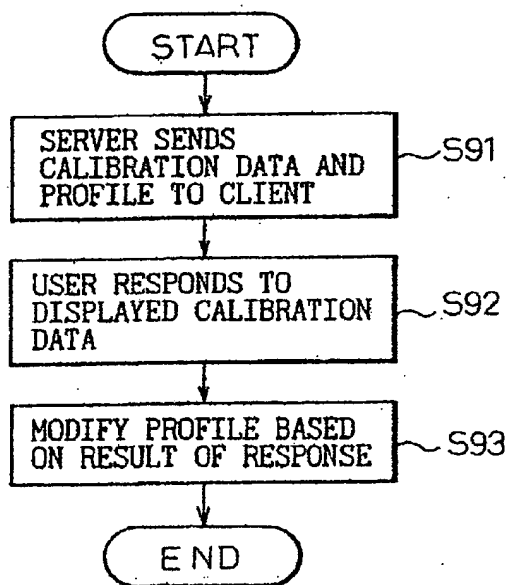 START
SERVER SENDS
CALIBRATION DATA AND
PROFILE TO CLIENT
S91
USER RESPONDS TO
DISPLAYED CALIBRATION
DATA
S92
MODIFY PROFILE BASED
ON RESULT OF RESPONSE
S93
END